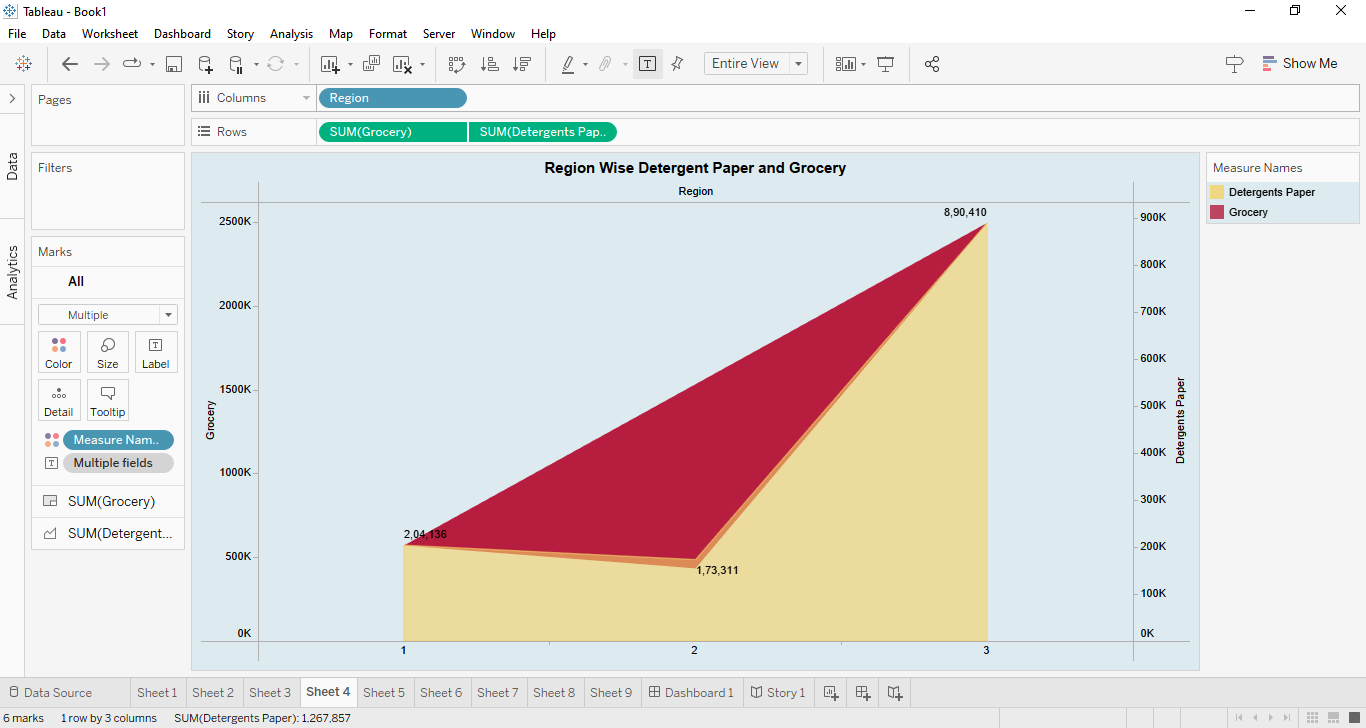 Tableau - Book1
File Data Worksheet Dashboard Story Analysis Map Format Server Window Help
Entire View
Show Me
Pages
Columns
Region
Rows
SUM(Grocery)
SUM(Detergents Pap..
Data
Analytics
Filters
Marks
All
Multiple
Color
Size
Label
Detail
Tooltip
Measure Nam..
Multiple fields
SUM(Grocery)
SUM(Detergent...
Region Wise Detergent Paper and Grocery
Region
2500K
2000K
1500K
1000K
500K
0K
Grocery
8,90,410
2,04,136
1,73,311
900K
800K
700K
600K
500K
400K
300K
200K
100K
0K
Detergents Paper
1 2 3
Measure Names
Detergents Paper
Grocery
Data Source Sheet 1 Sheet 2 Sheet 3 Sheet 4 Sheet 5 Sheet 6 Sheet 7 Sheet 8 Sheet 9 Dashboard 1 Story 1
6 marks 1 row by 3 columns SUM(Detergents Paper): 1,267,857